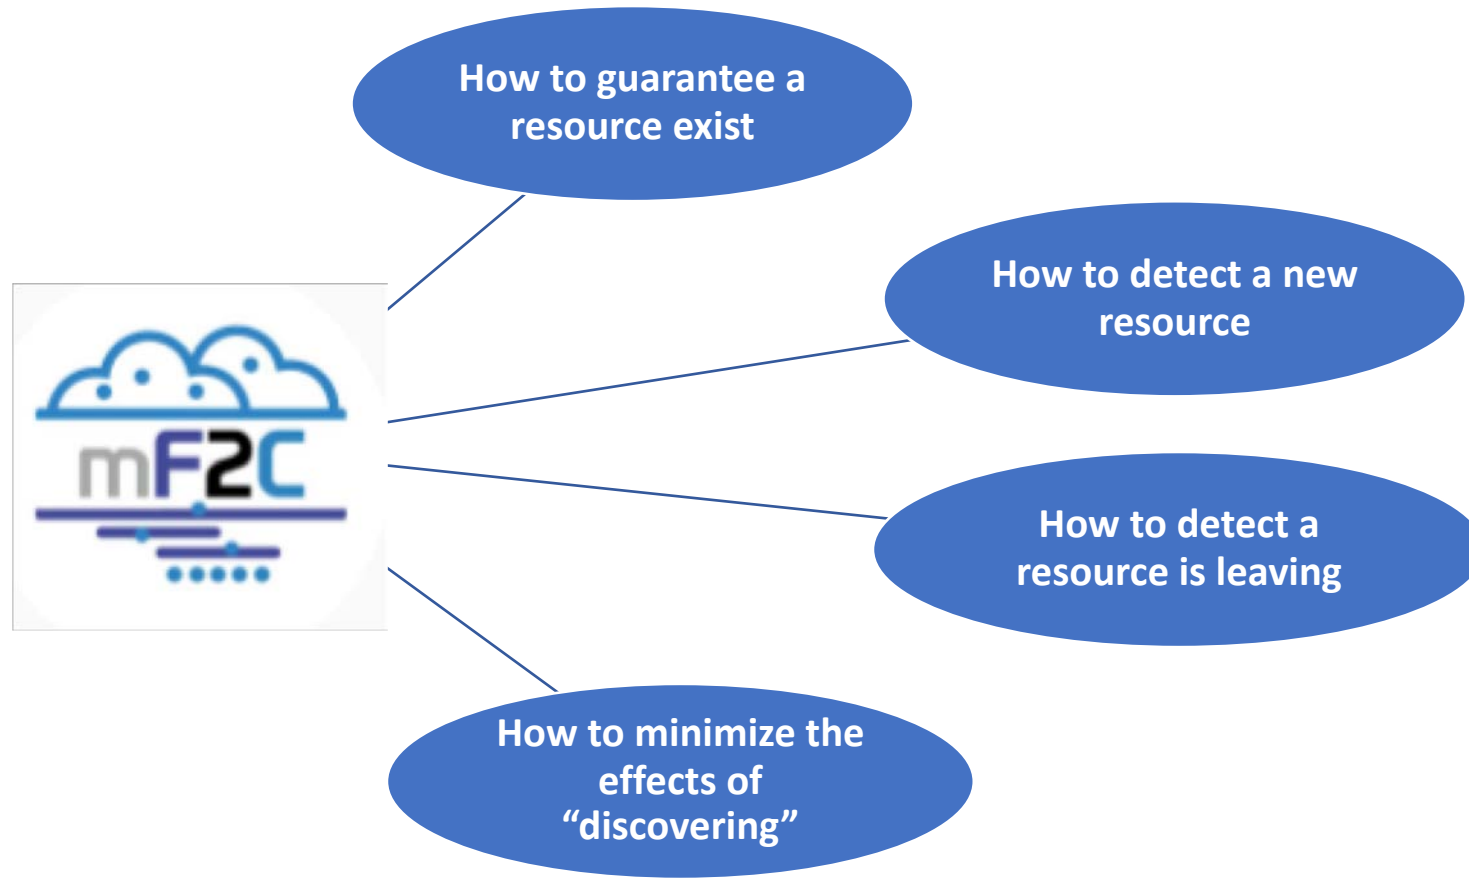 How to guarantee a
resource exist
How to detect a new
resource
mF2C
How to detect a
resource is leaving
How to minimize the
effects of
“discovering”